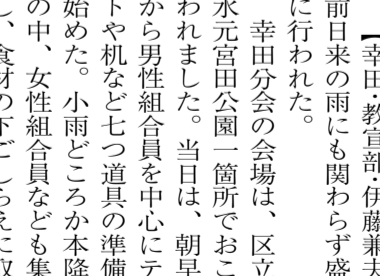 【幸田・教宣部・伊藤兼夫
前日来の雨にも関わらず盛
に行われた。
幸田分会の会場は、区立
水元宮田公園一箇所でおこ
われました。当日は、朝早
から男性組合員を中心にテ
トや机など七つ道具の準備
始めた。小雨どころか本降
の中、女性組合員なども集
し、食材の下ごしらえに取